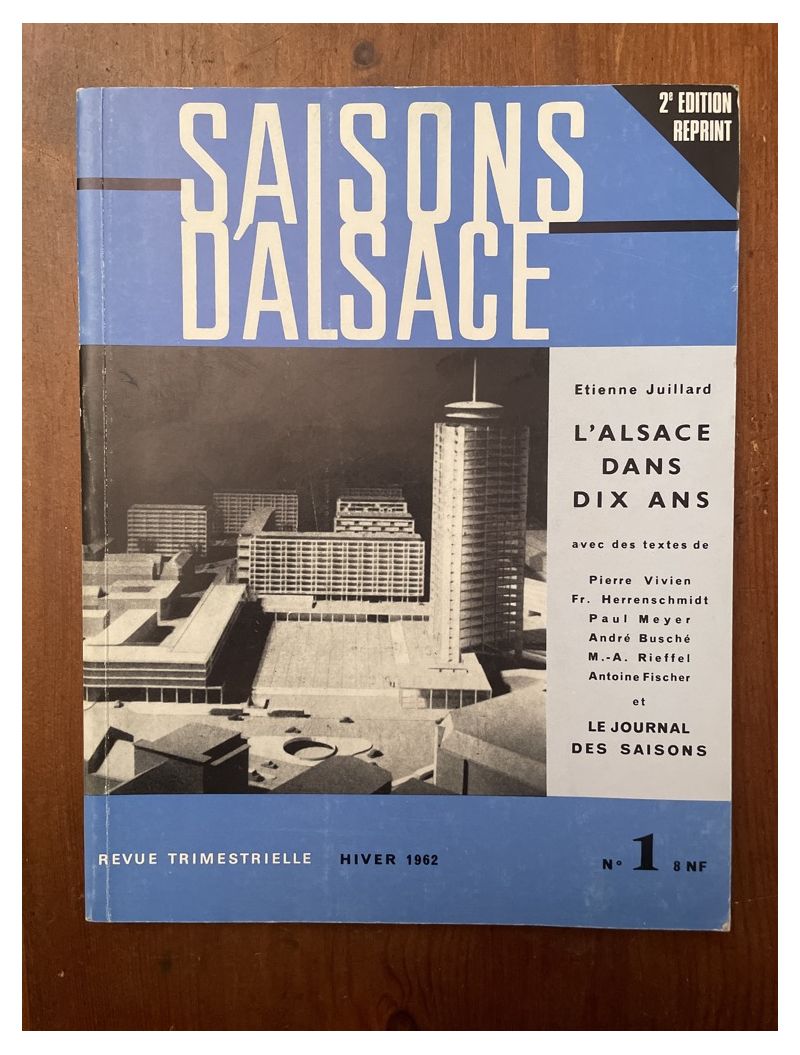 2e EDITION
REPRINT
SAISONS
D'ALSACE
Etienne Juillard
L'ALSACE
DANS
DIX ANS
avec des textes de
Pierre Vivien
Fr. Herrenschmidt
Paul Meyer
André Busché
M.-A. Rieffel
Antoine Fischer
et
LE JOURNAL
DES SAISONS
REVUE TRIMESTRIELLE HIVER 1962
N° 1 8 NF